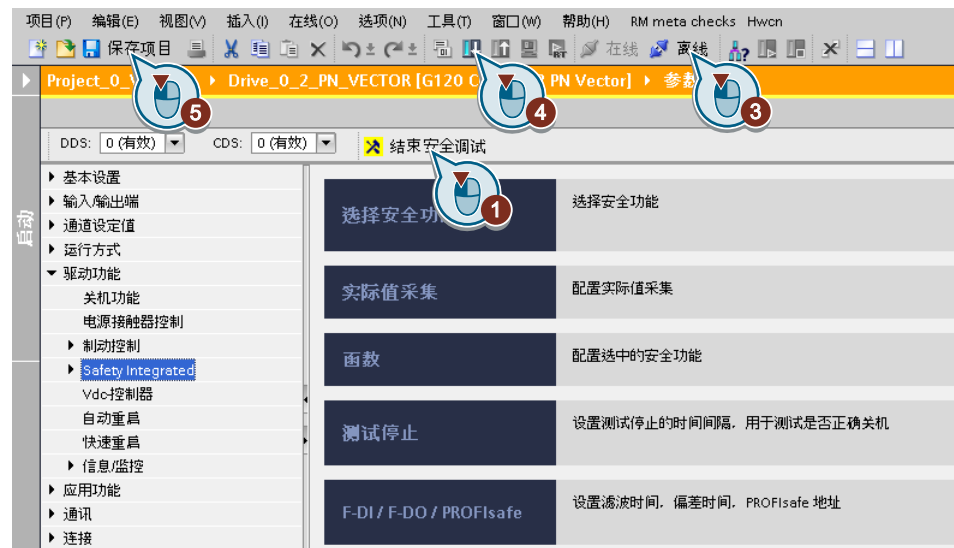 项目(P) 编辑(E) 视图(V) 插入(I) 在线(O) 选项(N) 工具(T) 窗口(W) 帮助(H) RM meta checks Hwcn
保存项目 在线 离线
Project_0_V Drive_0_2_PN_VECTOR [G120 C PN Vector] 参数
5 4 3
DDS: 0 (有效) CDS: 0 (有效) 结束安全调试
1
启动
基本设置
输入/输出端
通道设定值
运行方式
驱动功能
关机功能
电源接触器控制
制动控制
Safety Integrated
Vdc-控制器
自动重启
快速重启
信息/监控
应用功能
通讯
连接
选择安全功 选择安全功能
实际值采集 配置实际值采集
函数 配置选中的安全功能
测试停止 设置测试停止的时间间隔，用于测试是否正确关机
F-DI / F-DO / PROFIsafe 设置滤波时间，偏差时间，PROFIsafe 地址